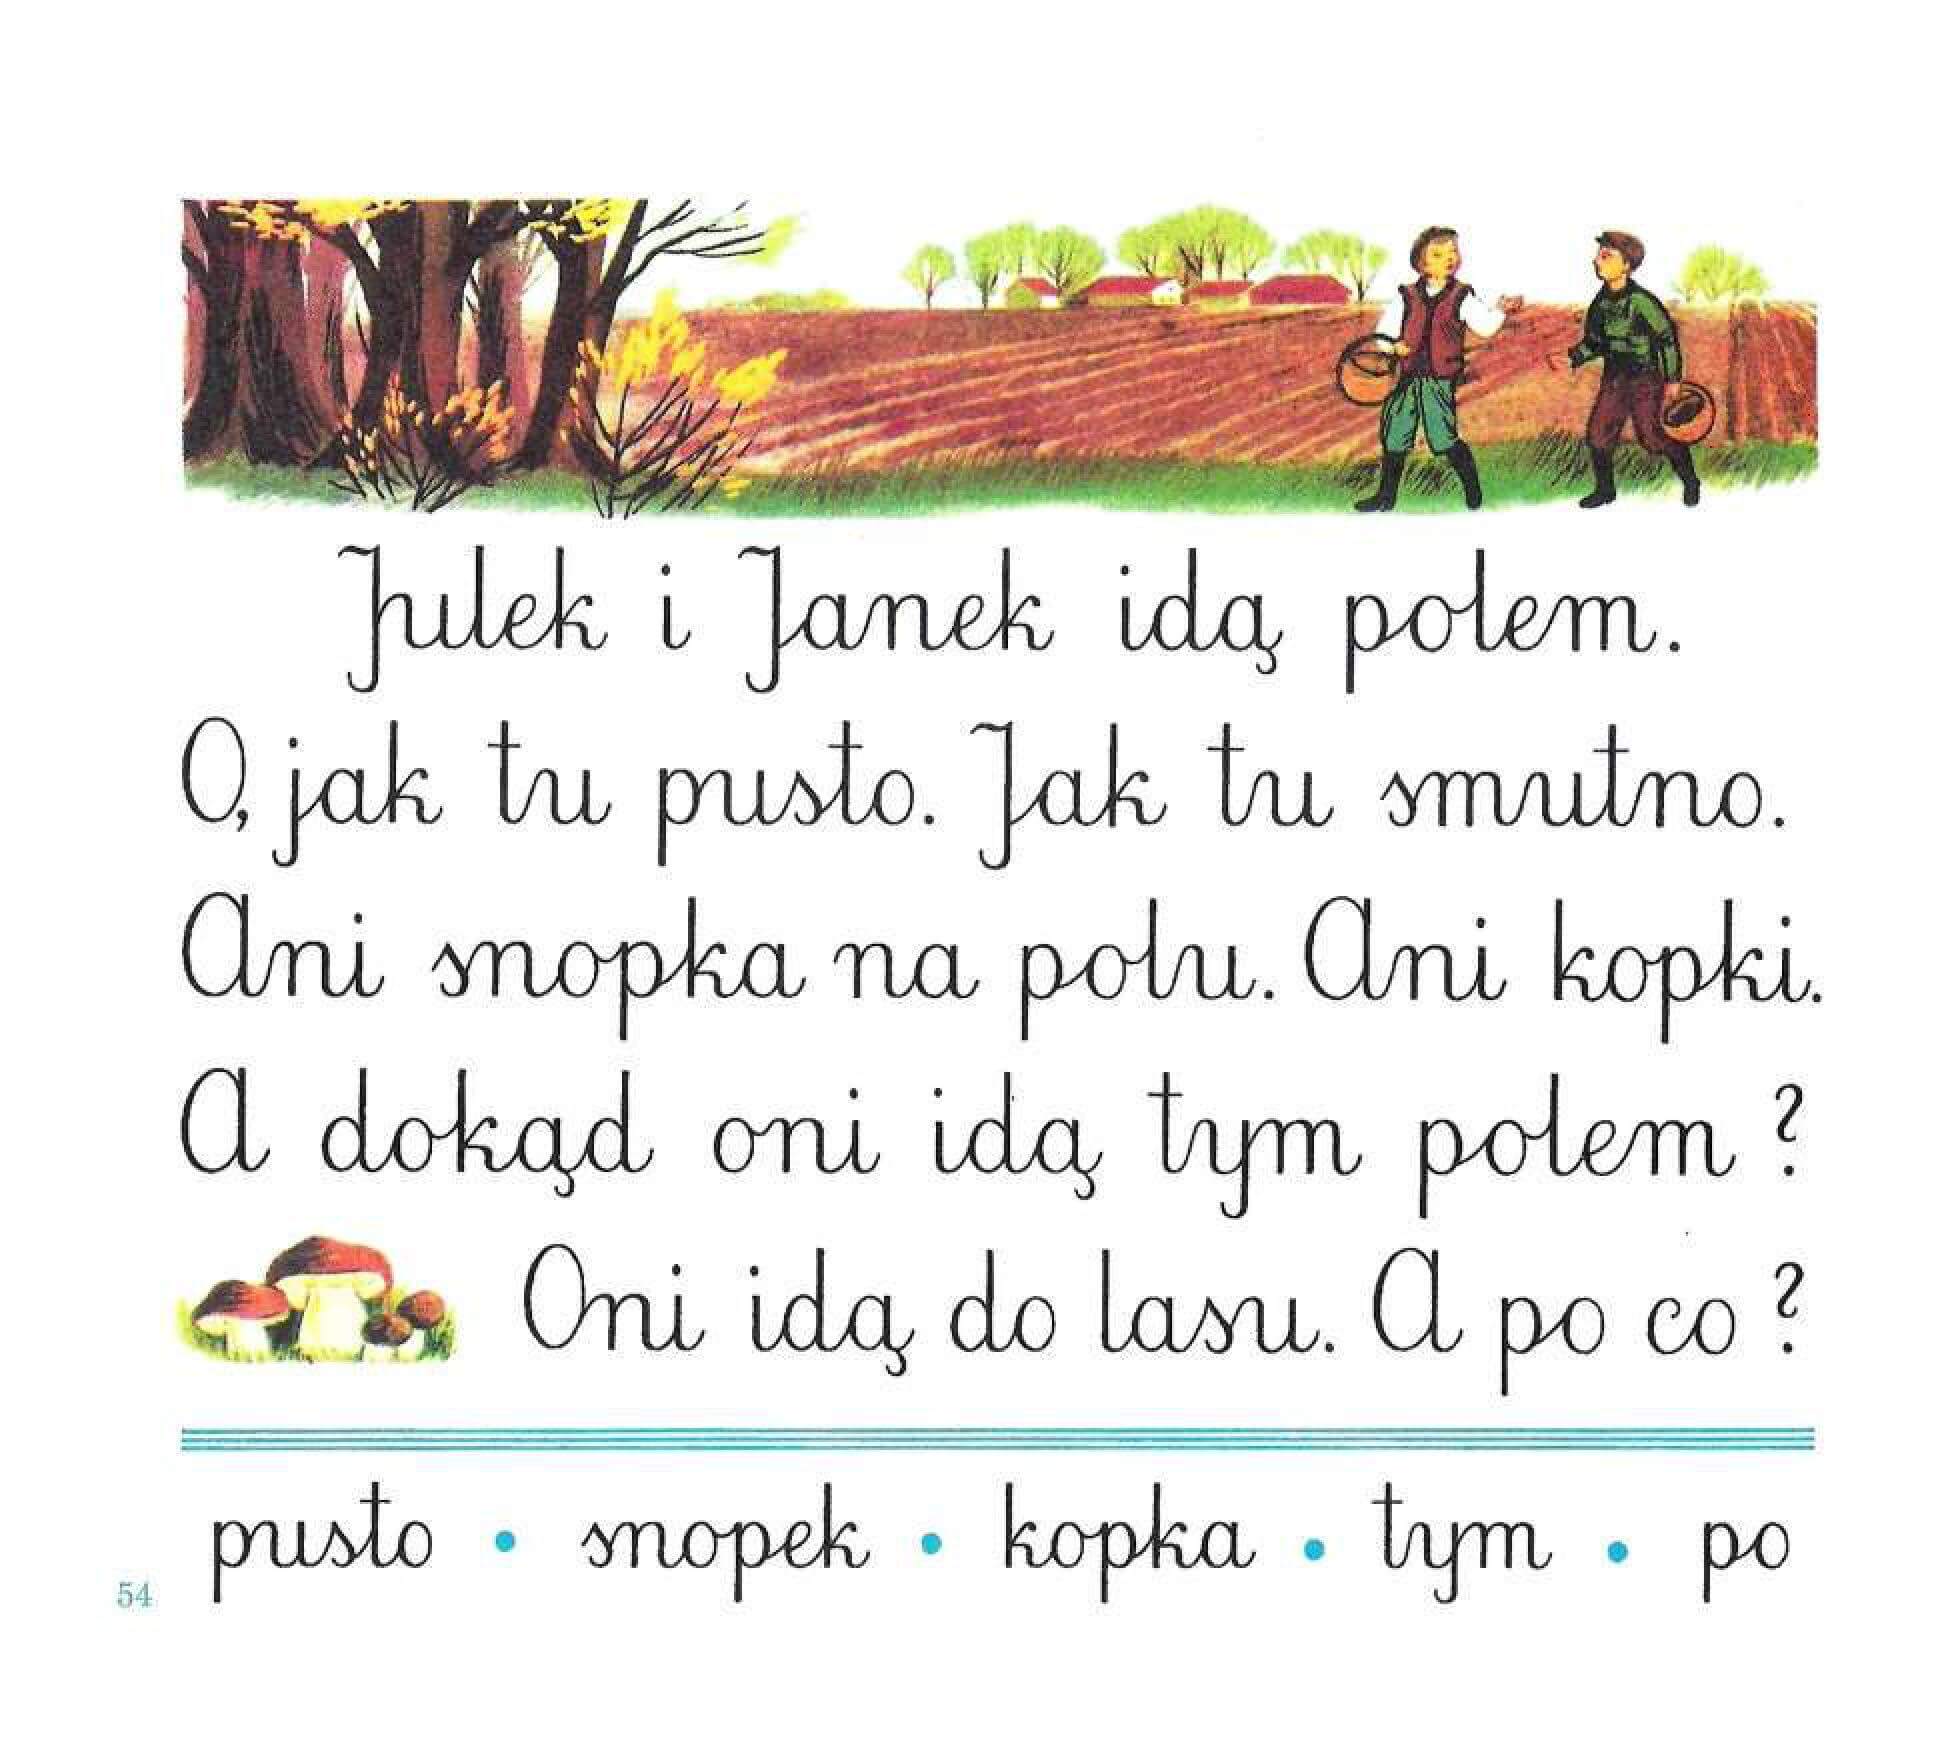 Julek i Janek idą polem.
O, jak tu pusto. Jak tu smutno.
Ani snopka na polu. Ani kopki.
A dokąd oni idą tym polem ?
Oni idą do lasu. A po co ?
pusto • snopek • kopka • tym • po
54